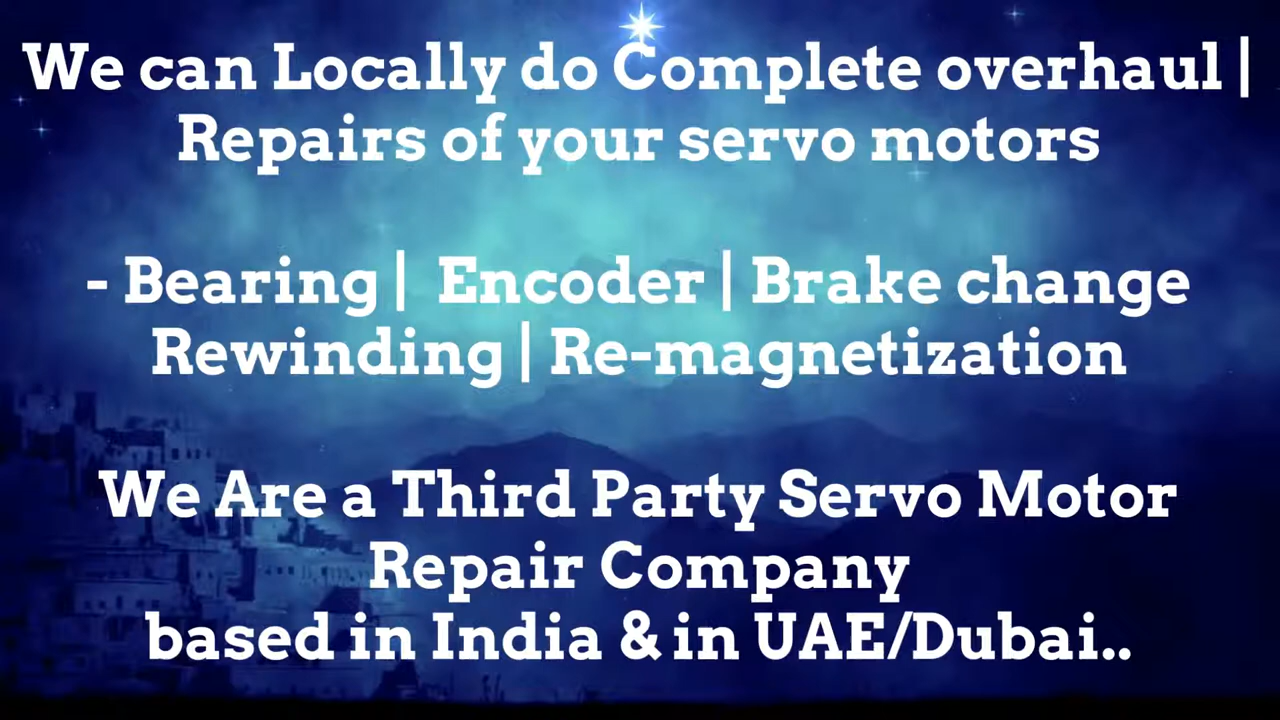 We can Locally do Complete overhaul |
Repairs of your servo motors
- Bearing | Encoder | Brake change
Rewinding | Re-magnetization
We Are a Third Party Servo Motor
Repair Company
based in India & in UAE/Dubai..